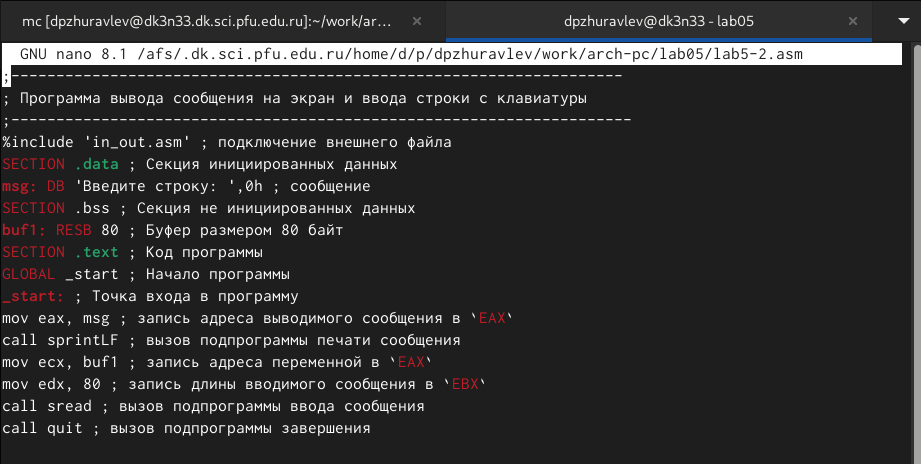 mc [dpzhuravlev@dk3n33.dk.sci.pfu.edu.ru]:~/work/ar... × dpzhuravlev@dk3n33 - lab05 ×
GNU nano 8.1 /afs/.dk.sci.pfu.edu.ru/home/d/p/dpzhuravlev/work/arch-pc/lab05/lab5-2.asm
;--------------------------------------------------------------------
; Программа вывода сообщения на экран и ввода строки с клавиатуры
;---------------------------------------------------------------------
%include 'in_out.asm' ; подключение внешнего файла
SECTION .data ; Секция инициированных данных
msg: DB 'Введите строку: ',0h ; сообщение
SECTION .bss ; Секция не инициированных данных
buf1: RESB 80 ; Буфер размером 80 байт
SECTION .text ; Код программы
GLOBAL _start ; Начало программы
_start: ; Точка входа в программу
mov eax, msg ; запись адреса выводимого сообщения в `EAX`
call sprintLF ; вызов подпрограммы печати сообщения
mov ecx, buf1 ; запись адреса переменной в `EAX`
mov edx, 80 ; запись длины вводимого сообщения в `EBX`
call sread ; вызов подпрограммы ввода сообщения
call quit ; вызов подпрограммы завершения